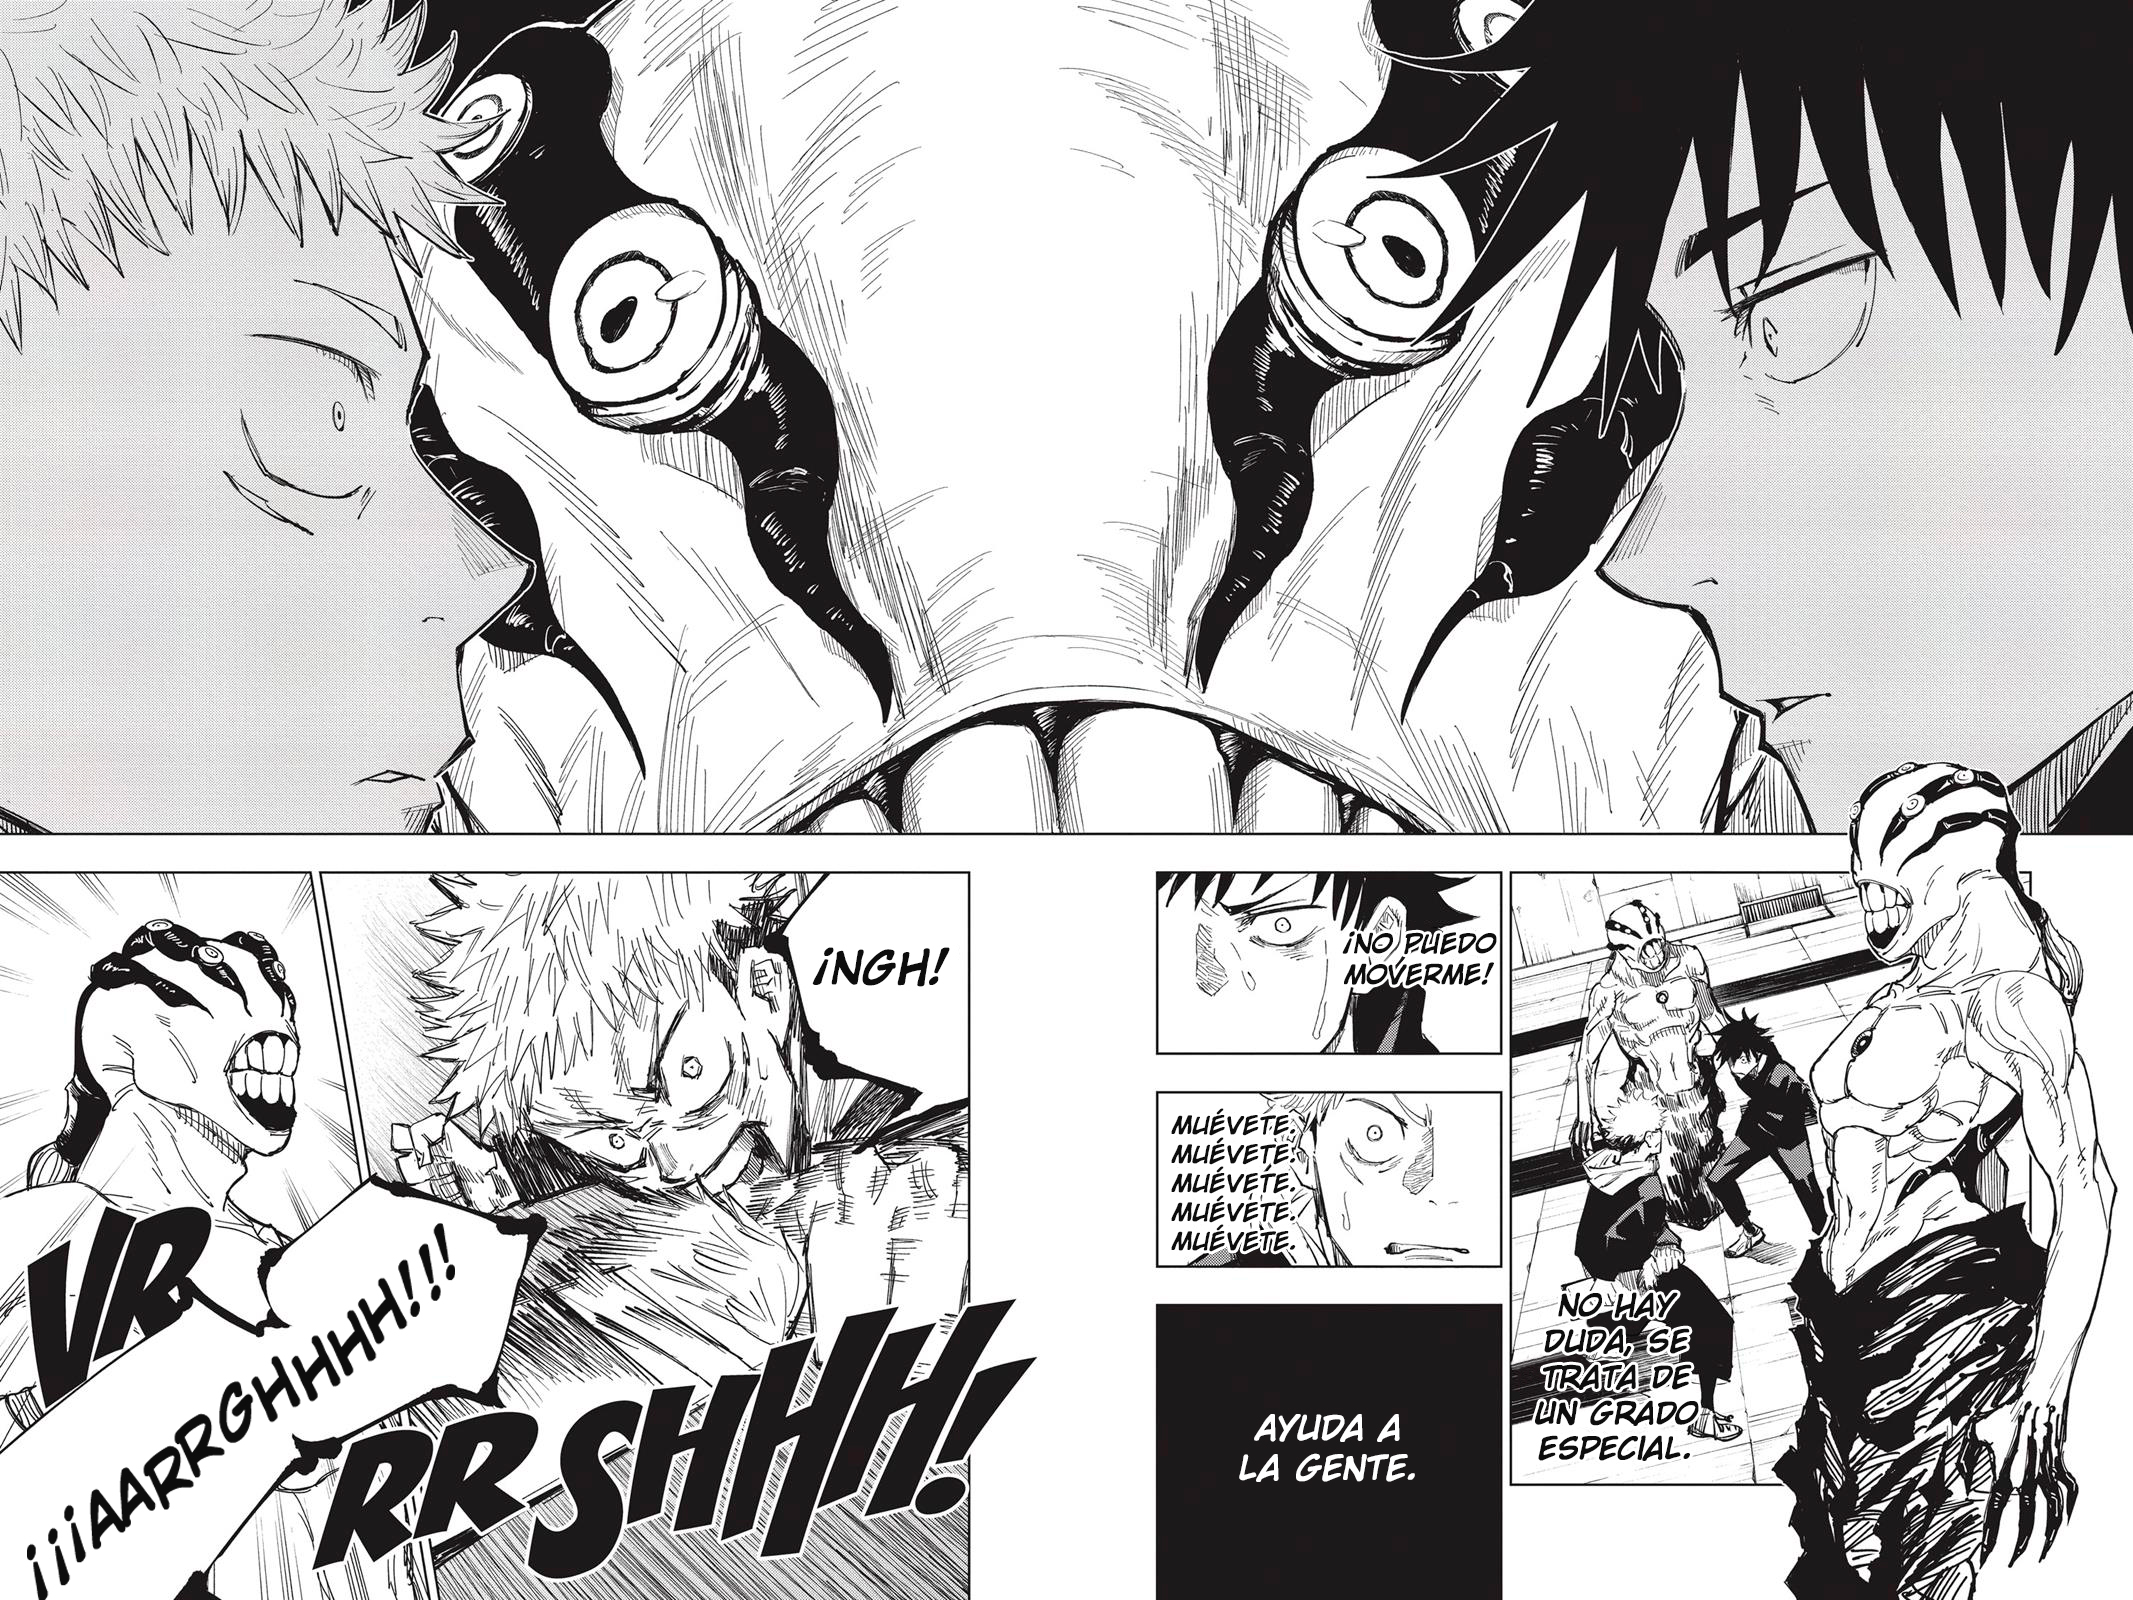 NO HAY
DUDA, SE
TRATA DE
UN GRADO
ESPECIAL.
¡NO PUEDO
MOVERME!
MUÉVETE.
MUÉVETE.
MUÉVETE.
MUÉVETE.
MUÉVETE.
AYUDA A
LA GENTE.
¡NGH!
¡¡¡AARRGHHHH!!!
VR
RRSHHH!